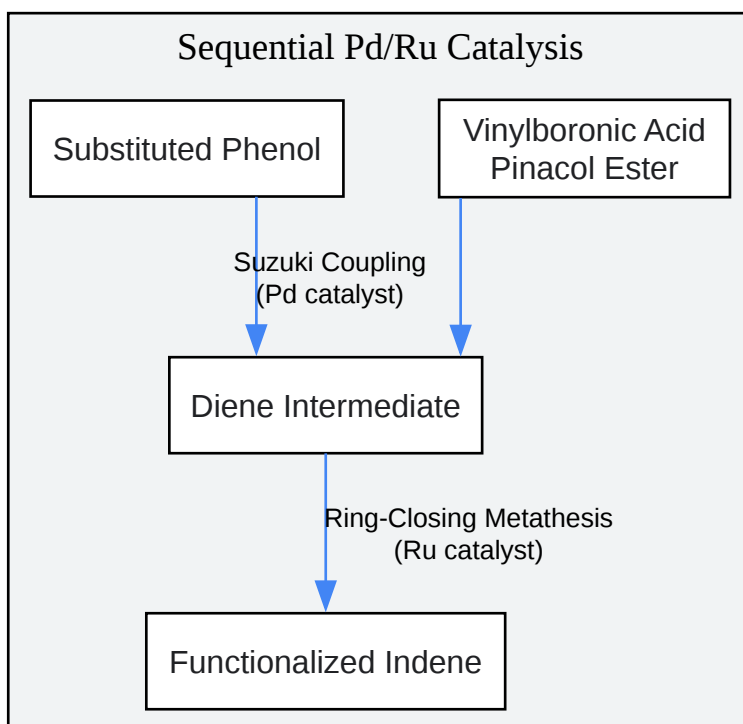 Sequential Pd/Ru Catalysis
Substituted Phenol
Vinylboronic Acid
Pinacol Ester
Suzuki Coupling
(Pd catalyst)
Diene Intermediate
Ring-Closing Metathesis
(Ru catalyst)
Functionalized Indene